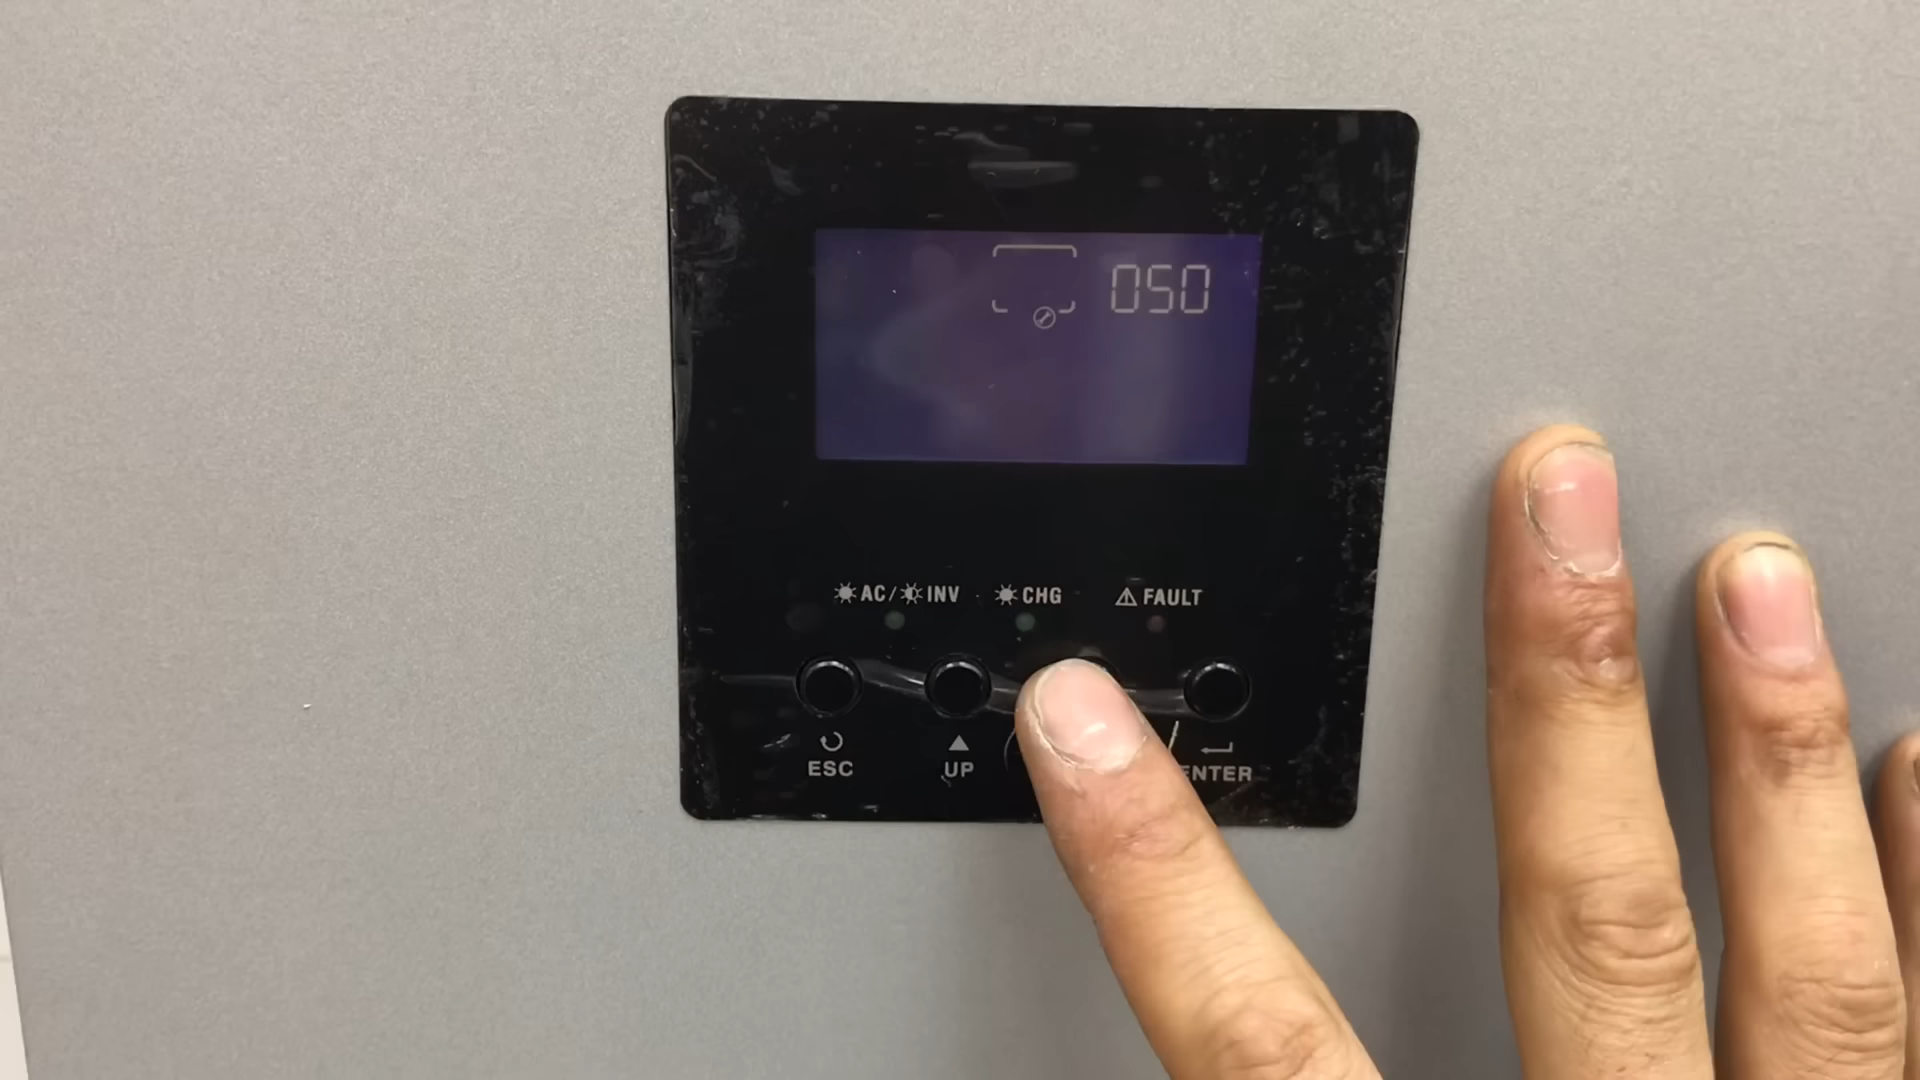 050
AC/ INV CHG ⚠ FAULT
ESC UP ENTER